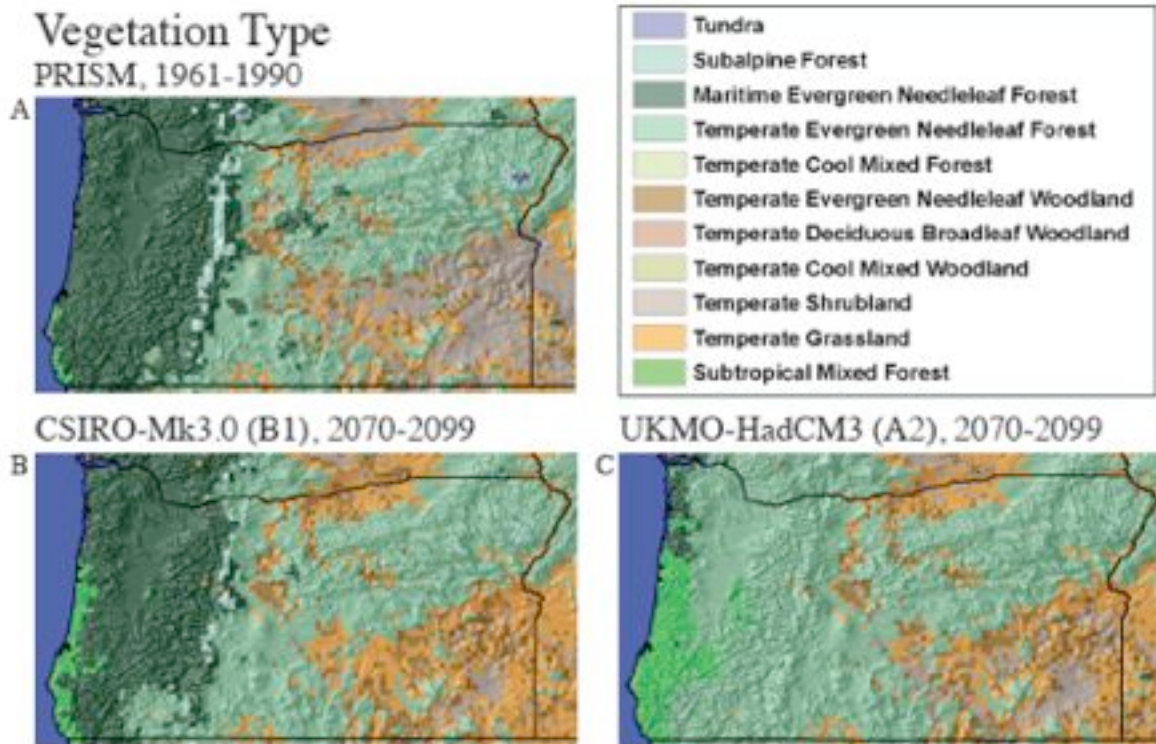 Vegetation Type
PRISM, 1961-1990
A
Tundra
Subalpine Forest
Maritime Evergreen Needleleaf Forest
Temperate Evergreen Needleleaf Forest
Temperate Cool Mixed Forest
Temperate Evergreen Needleleaf Woodland
Temperate Deciduous Broadleaf Woodland
Temperate Cool Mixed Woodland
Temperate Shrubland
Temperate Grassland
Subtropical Mixed Forest
CSIRO-Mk3.0 (B1), 2070-2099
B
UKMO-HadCM3 (A2), 2070-2099
C